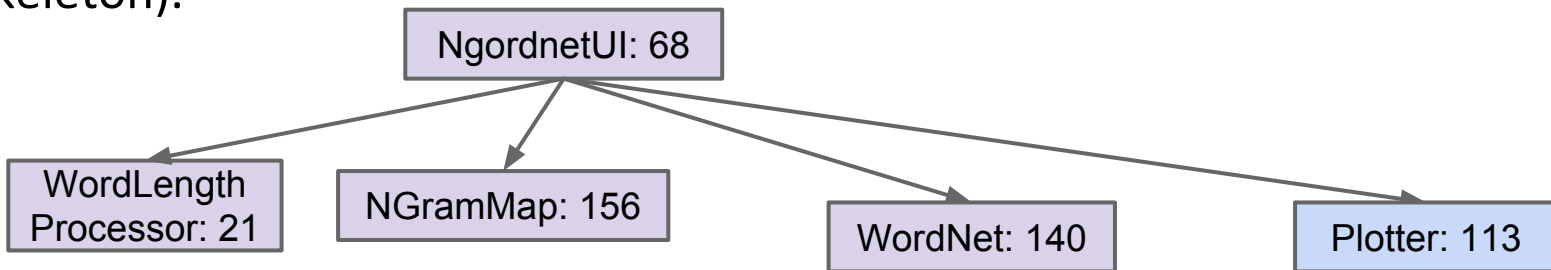 NgordnetUI: 68
WordLength
Processor: 21
NGramMap: 156
WordNet: 140
Plotter: 113